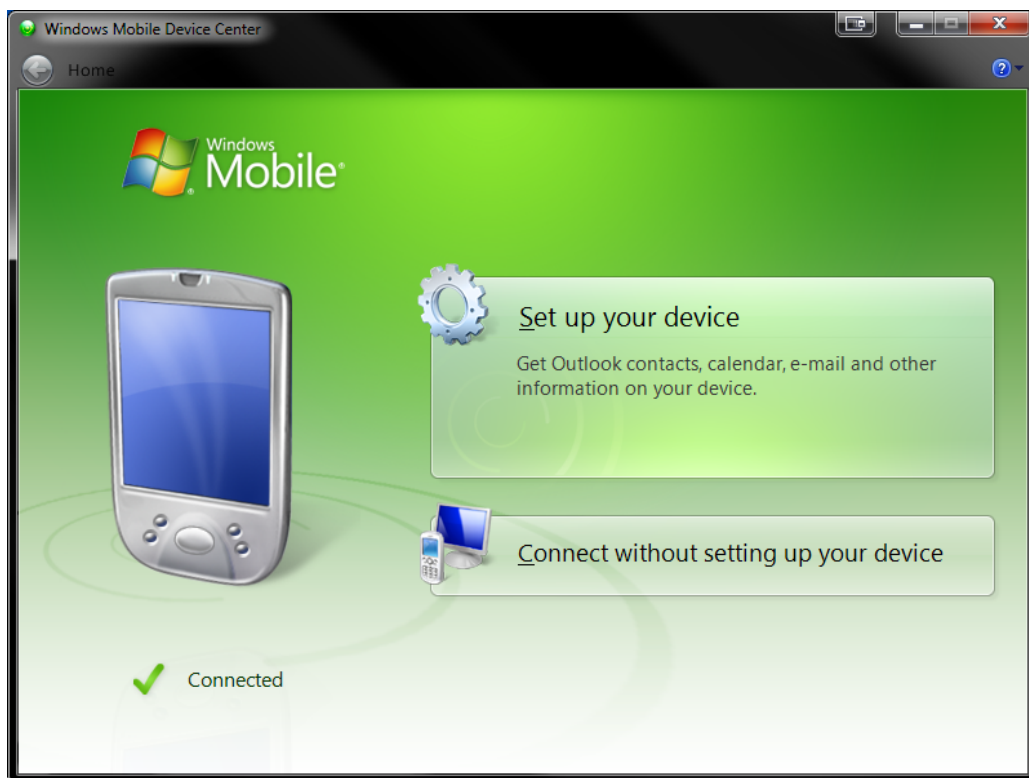 Windows Mobile Device Center
Home
Windows
Mobile®
Set up your device
Get Outlook contacts, calendar, e-mail and other
information on your device.
Connect without setting up your device
Connected